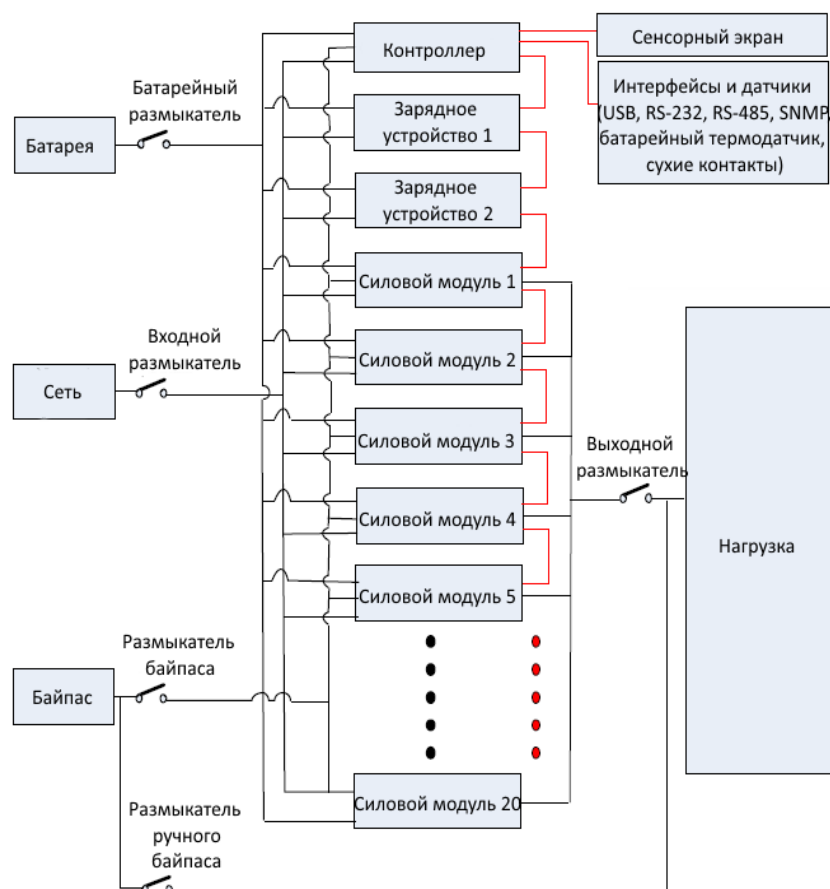 Контроллер
Сенсорный экран
Интерфейсы и датчики
(USB, RS-232, RS-485, SNMP,
батарейный термодатчик,
сухие контакты)
Батарейный
размыкатель
Батарея
Зарядное
устройство 1
Зарядное
устройство 2
Силовой модуль 1
Входной
размыкатель
Сеть
Силовой модуль 2
Силовой модуль 3
Выходной
размыкатель
Силовой модуль 4
Нагрузка
Силовой модуль 5
Размыкатель
байпаса
Байпас
Силовой модуль 20
Размыкатель
ручного
байпаса